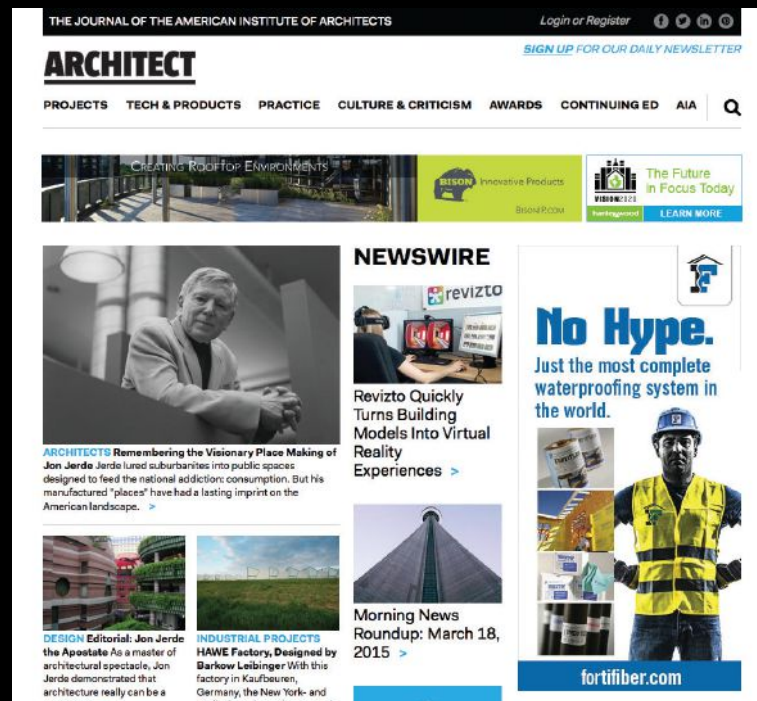 THE JOURNAL OF THE AMERICAN INSTITUTE OF ARCHITECTS
Login or Register
SIGN UP FOR OUR DAILY NEWSLETTER
ARCHITECT
PROJECTS TECH & PRODUCTS PRACTICE CULTURE & CRITICISM AWARDS CONTINUING ED AIA
CREATING ROOFTOP ENVIRONMENTS
BISON Innovative Products
BISONIP.COM
VISION2020
The Future
in Focus Today
LEARN MORE
ARCHITECTS Remembering the Visionary Place Making of
Jon Jerde Jerde lured suburbanites into public spaces
designed to feed the national addiction: consumption. But his
manufactured "places" have had a lasting imprint on the
American landscape. >
DESIGN Editorial: Jon Jerde
the Apostate As a master of
architectural spectacle, Jon
Jerde demonstrated that
architecture really can be a
INDUSTRIAL PROJECTS
HAWE Factory, Designed by
Barkow Leibinger With this
factory in Kaufbeuren,
Germany, the New York- and
NEWSWIRE
revizto
Revizto Quickly
Turns Building
Models Into Virtual
Reality
Experiences >
Morning News
Roundup: March 18,
2015 >
No Hype.
Just the most complete
waterproofing system in
the world.
fortifiber.com